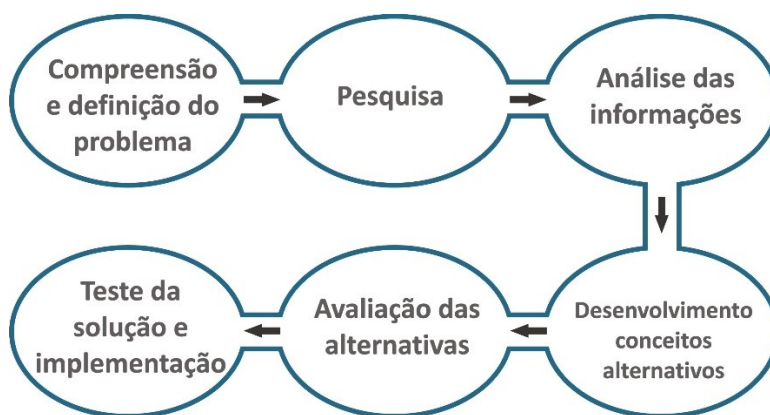 Compreensão
e definição do
problema
Pesquisa
Análise das
informações
Desenvolvimento
conceitos
alternativos
Avaliação das
alternativas
Teste da
solução e
implementação